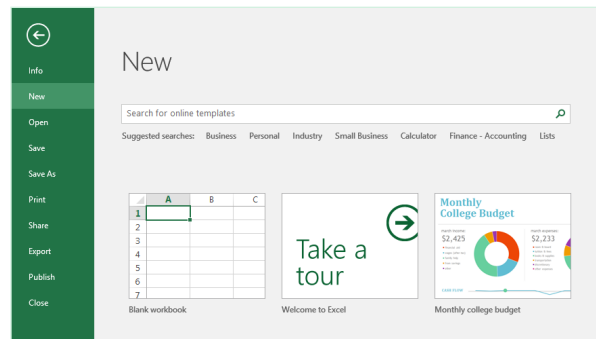 Info
New
Open
Save
Save As
Print
Share
Export
Publish
Close
New
Search for online templates
Suggested searches: Business Personal Industry Small Business Calculator Finance - Accounting Lists
A B C
1
2
3
4
5
6
7
Blank workbook
Take a
tour
Welcome to Excel
Monthly
College Budget
$2,425
$2,233
Monthly college budget